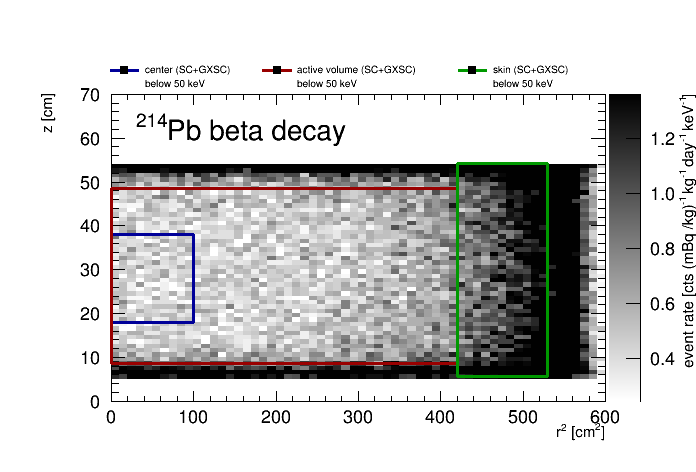 center (SC+GXSC)
below 50 keV
active volume (SC+GXSC)
below 50 keV
skin (SC+GXSC)
below 50 keV
z [cm]
70
60
50
40
30
20
10
0
²¹⁴Pb beta decay
0 100 200 300 400 500 600
r² [cm²]
1.2
1.0
0.8
0.6
0.4
event rate [cts (mBq /kg)⁻¹ kg⁻¹ day⁻¹ keV⁻¹]